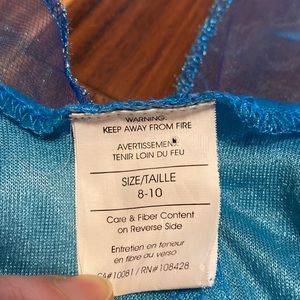 WARNING:
KEEP AWAY FROM FIRE
AVERTISSEMENT
TENIR LOIN DU FEU
SIZE/TAILLE
8-10
Care & Fiber Content
on Reverse Side
Entretien en teneur
en fibre au verso
CA#10081 / RN#108428